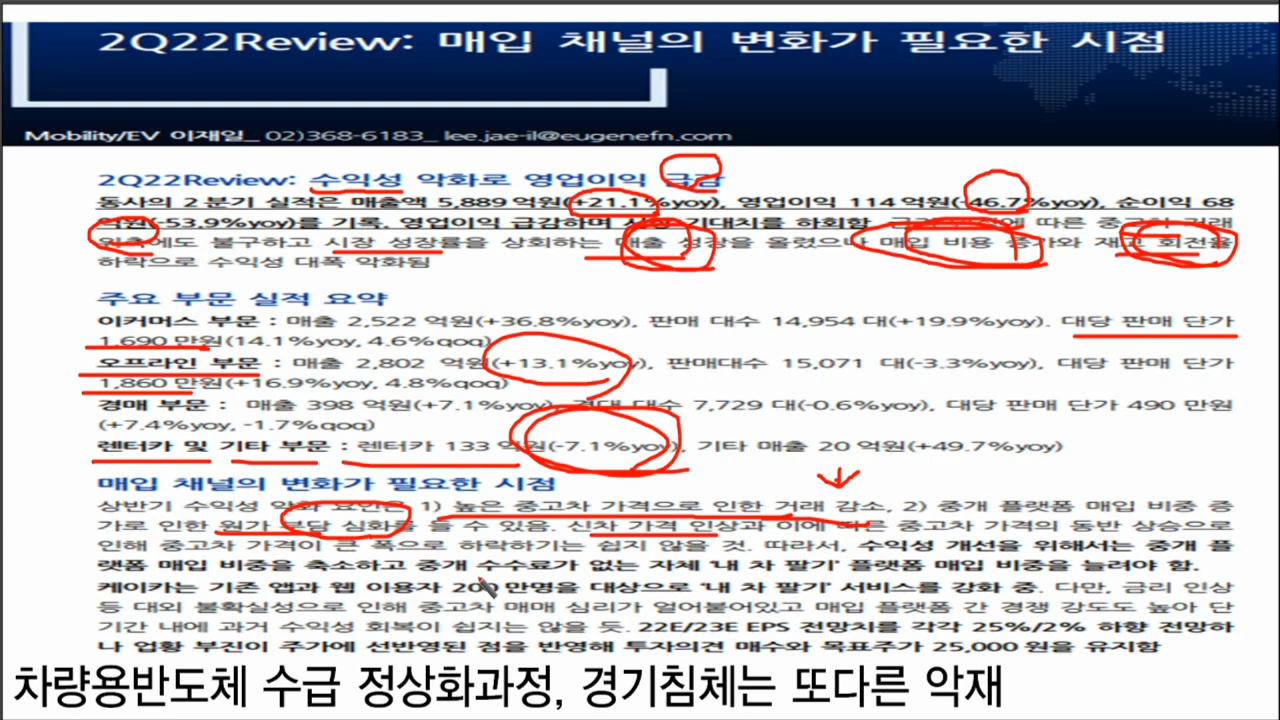 2Q22Review: 매입 채널의 변화가 필요한 시점
Mobility/EV 이재일_ 02)368-6183_ lee.jae-il@eugenefn.com
2Q22Review: 수익성 악화로 영업이익 급감
동사의 2분기 실적은 매출액 5,889억원(+21.1%yoy), 영업이익 114억원(-46.7%yoy), 순이익 68
억원(-53.9%yoy)를 기록. 영업이익 급감하며 시장 기대치를 하회함. 금리 따른 중고차 거래
위축에도 불구하고 시장 성장률을 상회하는 매출 성장을 올렸으나 매입 비용 증가와 재고 회전율
하락으로 수익성 대폭 악화됨
주요 부문 실적 요약
이커머스 부문 : 매출 2,522 억원(+36.8%yoy), 판매 대수 14,954 대(+19.9%yoy). 대당 판매 단가
1,690 만원(14.1%yoy, 4.6%qoq)
오프라인 부문 : 매출 2,802 억원(+13.1%yoy), 판매대수 15,071 대(-3.3%yoy), 대당 판매 단가
1,860 만원(+16.9%yoy, 4.8%qoq)
경매 부문 : 매출 398 억원(+7.1%yoy), 경매 대수 7,729 대(-0.6%yoy), 대당 판매 단가 490 만원
(+7.4%yoy, -1.7%qoq)
렌터카 및 기타 부문 : 렌터카 133 억원(-7.1%yoy), 기타 매출 20 억원(+49.7%yoy)
매입 채널의 변화가 필요한 시점
상반기 수익성 악화 요인은 1) 높은 중고차 가격으로 인한 거래 감소, 2) 중개 플랫폼 매입 비중 증
가로 인한 원가 부담 심화를 들 수 있음. 신차 가격 인상과 이에 따른 중고차 가격의 동반 상승으로
인해 중고차 가격이 큰 폭으로 하락하기는 쉽지 않을 것. 따라서, 수익성 개선을 위해서는 중개 플
랫폼 매입 비중을 축소하고 중개 수수료가 없는 자체 '내 차 팔기' 플랫폼 매입 비중을 늘려야 함.
케이카는 기존 앱과 웹 이용자 200 만명을 대상으로 '내 차 팔기' 서비스를 강화 중. 다만, 금리 인상
등 대외 불확실성으로 인해 중고차 매매 심리가 얼어붙어있고 매입 플랫폼 간 경쟁 강도도 높아 단
기간 내에 과거 수익성 회복이 쉽지는 않을 듯. 22E/23E EPS 전망치를 각각 25%/2% 하향 전망하
나 업황 부진이 주가에 선반영된 점을 반영해 투자의견 매수와 목표주가 25,000 원을 유지함
차량용반도체 수급 정상화과정, 경기침체는 또다른 악재